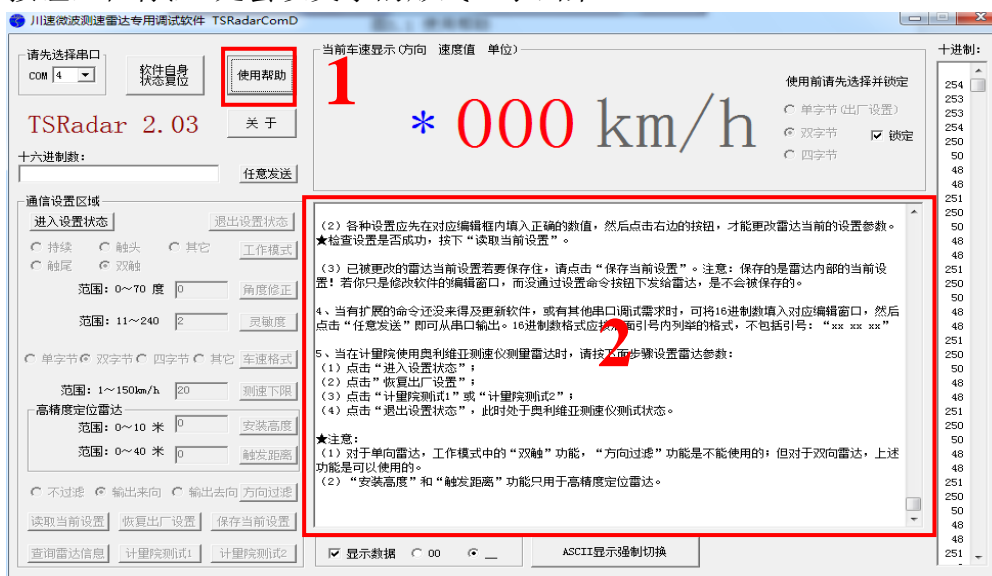 川速微波测速雷达专用调试软件 TSRadarComD
请先选择串口
COM 4
软件自身
状态复位
使用帮助
TSRadar 2.03
关于
十六进制数:
任意发送
当前车速显示(方向 速度值 单位)
1
* 000 km/h
使用前请先选择并锁定
单字节(出厂设置)
双字节
锁定
四字节
通信设置区域
进入设置状态
退出设置状态
持续 触头 其它
工作模式
触尾 双触
范围: 0~70 度 0 角度修正
范围: 11~240 2 灵敏度
单字节 双字节 四字节 其它 车速格式
范围: 1~150km/h 20 测速下限
高精度定位雷达
范围: 0~10 米 0 安装高度
范围: 0~40 米 0 触发距离
不过滤 输出来向 输出去向 方向过滤
读取当前设置 恢复出厂设置 保存当前设置
查询雷达信息 计量院测试1 计量院测试2
(2) 各种设置应先在对应编辑框内填入正确的数值,然后点击右边的按钮,才能更改雷达当前的设置参数。
★检查设置是否成功,按下“读取当前设置”。
(3) 已被更改的雷达当前设置若要保存住,请点击“保存当前设置”。注意: 保存的是雷达内部的当前设
置! 若你只是修改软件的编辑窗口,而没通过设置命令按钮下发给雷达,是不会被保存的。
4、当有扩展的命令还没来得及更新软件,或有其他串口调试需求时,可将16进制数填入对应编辑窗口,然后
点击“任意发送”即可从串口输出。16进制数格式应按 面引号内列举的格式,不包括引号: “xx xx xx”
2
5、当在计量院使用奥利维亚测速仪测量雷达时,请按下面步骤设置雷达参数:
(1) 点击“进入设置状态”;
(2) 点击“恢复出厂设置”;
(3) 点击“计量院测试1”或“计量院测试2”;
(4) 点击“退出设置状态”,此时处于奥利维亚测速仪测试状态。
★注意:
(1) 对于单向雷达,工作模式中的“双触”功能,“方向过滤”功能是不能使用的; 但对于双向雷达,上述
功能是可以使用的。
(2) “安装高度”和“触发距离”功能只用于高精度定位雷达。
显示数据 00 __ ASCII显示强制切换
十进制:
254
253
253
254
250
50
48
48
251
250
50
48
48
251
250
50
48
48
251
250
50
48
48
251
250
50
48
48
251
250
50
48
48
251